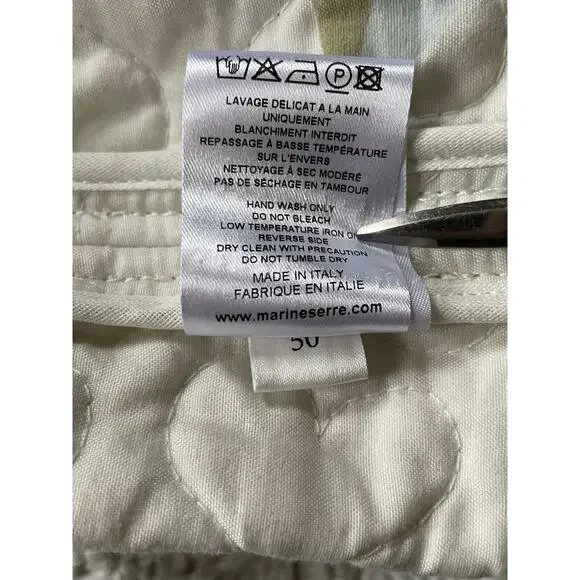 P
LAVAGE DELICAT A LA MAIN
UNIQUEMENT
BLANCHIMENT INTERDIT
REPASSAGE À BASSE TEMPÉRATURE
SUR L'ENVERS
NETTOYAGE À SEC MODÉRÉ
PAS DE SÉCHAGE EN TAMBOUR
HAND WASH ONLY
DO NOT BLEACH
LOW TEMPERATURE IRON
REVERSE SIDE
DRY CLEAN WITH PRECAUTION
DO NOT TUMBLE DRY
MADE IN ITALY
FABRIQUE EN ITALIE
www.marineserre.com
50